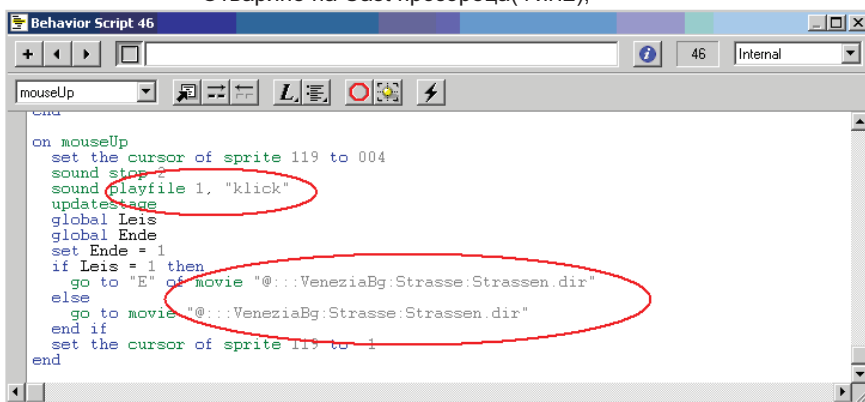 на Cast прозореца
Behavior Script 46
46 Internal
mouseUp
end
on mouseUp
set the cursor of sprite 119 to 004
sound stop 2
sound playfile 1, "klick"
updatestage
global Leis
global Ende
set Ende = 1
if Leis = 1 then
go to "E" of movie "@:::VeneziaBg:Strasse:Strassen.dir"
else
go to movie "@:::VeneziaBg:Strasse:Strassen.dir"
end if
set the cursor of sprite 119 to -1
end